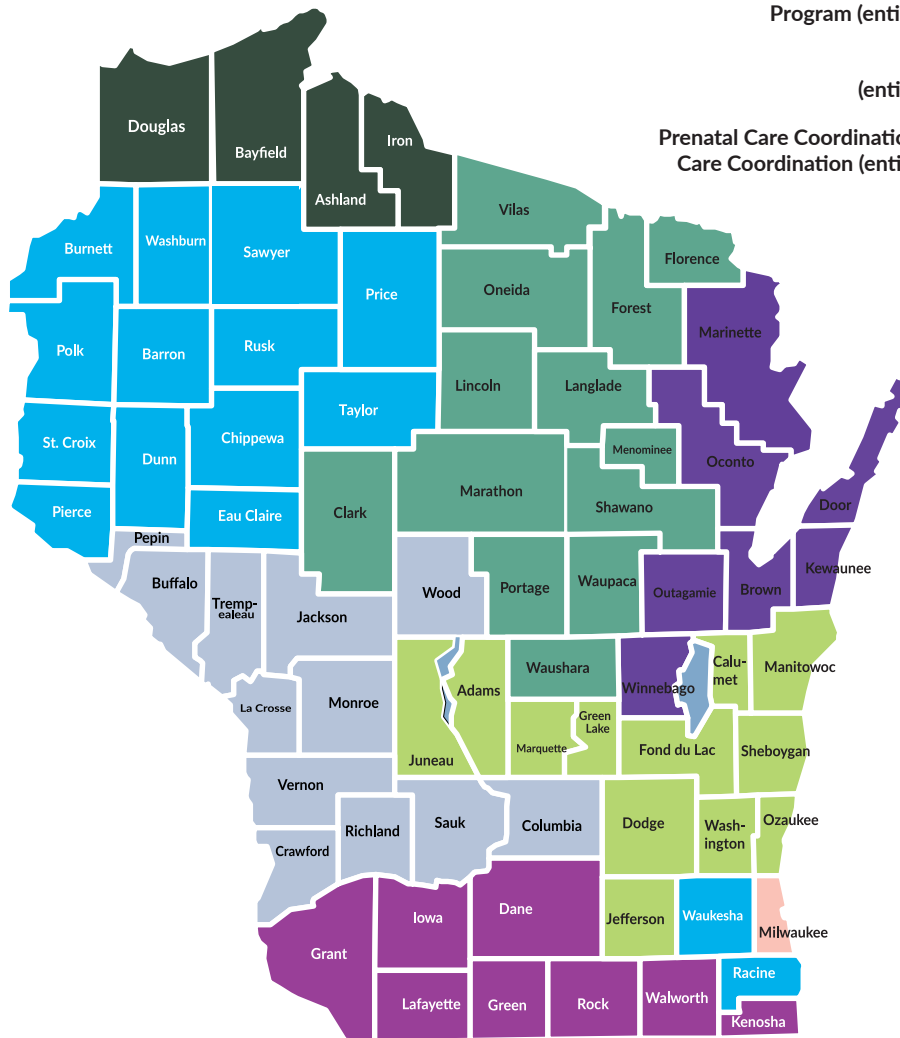 Program (enti
(enti
Prenatal Care Coordinatio
Care Coordination (enti
Douglas
Bayfield
Iron
Ashland
Vilas
Burnett
Washburn
Sawyer
Florence
Price
Oneida
Forest
Marinette
Polk
Barron
Rusk
Lincoln
Langlade
Taylor
St. Croix
Chippewa
Dunn
Menominee
Oconto
Marathon
Pierce
Eau Claire
Clark
Shawano
Door
Pepin
Buffalo
Tremp-
ealeau
Jackson
Wood
Portage
Waupaca
Outagamie
Brown
Kewaunee
Waushara
Winnebago
Calu-
met
Manitowoc
La Crosse
Monroe
Adams
Juneau
Marquette
Green
Lake
Fond du Lac
Sheboygan
Vernon
Richland
Sauk
Columbia
Dodge
Wash-
ington
Ozaukee
Crawford
Iowa
Dane
Jefferson
Waukesha
Milwaukee
Grant
Lafayette
Green
Rock
Walworth
Racine
Kenosha